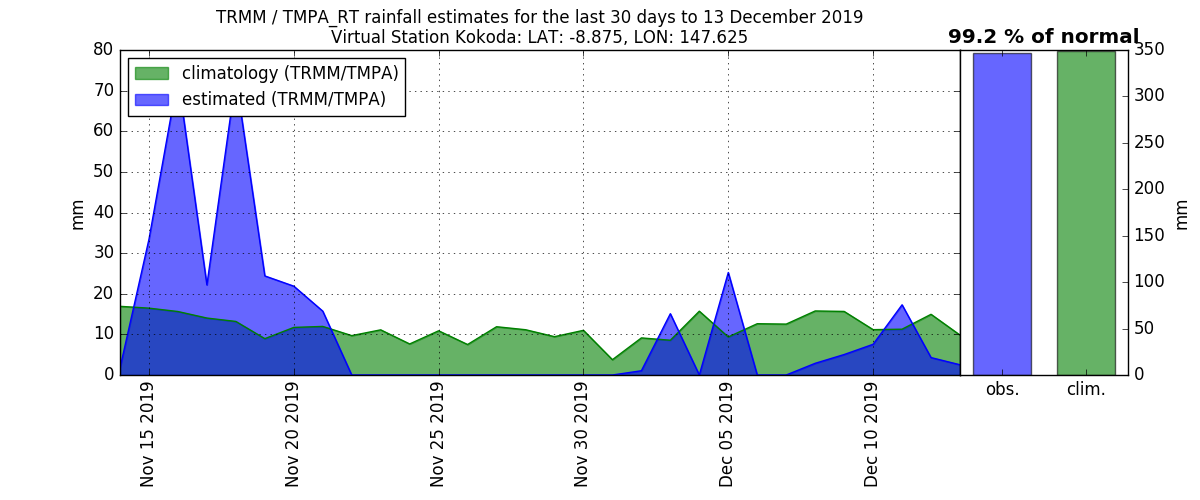 TRMM / TMPA_RT rainfall estimates for the last 30 days to 13 December 2019
Virtual Station Kokoda: LAT: -8.875, LON: 147.625
99.2 % of normal
climatology (TRMM/TMPA)
estimated (TRMM/TMPA)
80
70
60
50
40
30
20
10
0
mm
350
300
250
200
150
100
50
0
mm
Nov 15 2019
Nov 20 2019
Nov 25 2019
Nov 30 2019
Dec 05 2019
Dec 10 2019
obs.
clim.